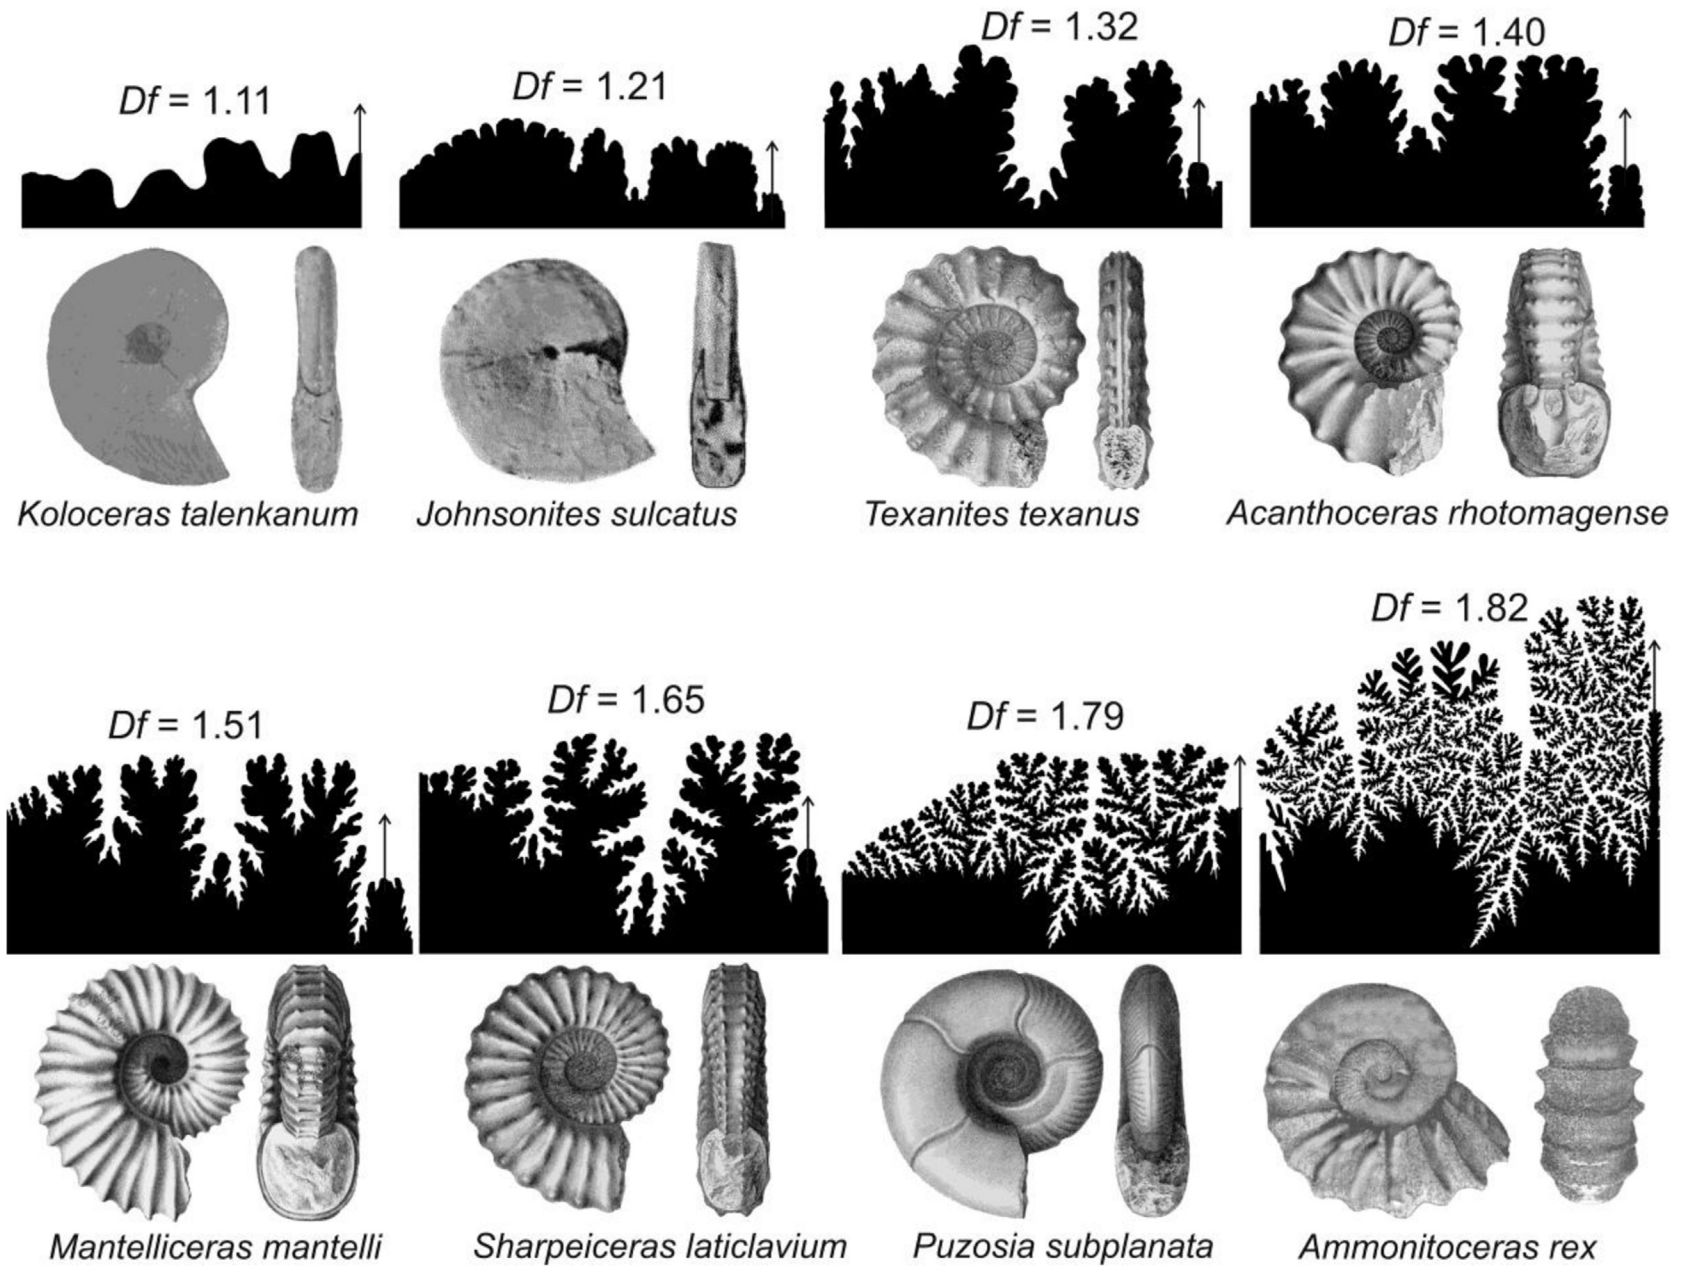 Df = 1.11
Df = 1.21
Df = 1.32
Df = 1.40
Koloceras talenkanum
Johnsonites sulcatus
Texanites texanus
Acanthoceras rhotomagense
Df = 1.51
Df = 1.65
Df = 1.79
Df = 1.82
Mantelliceras mantelli
Sharpeiceras laticlavium
Puzosia subplanata
Ammonitoceras rex